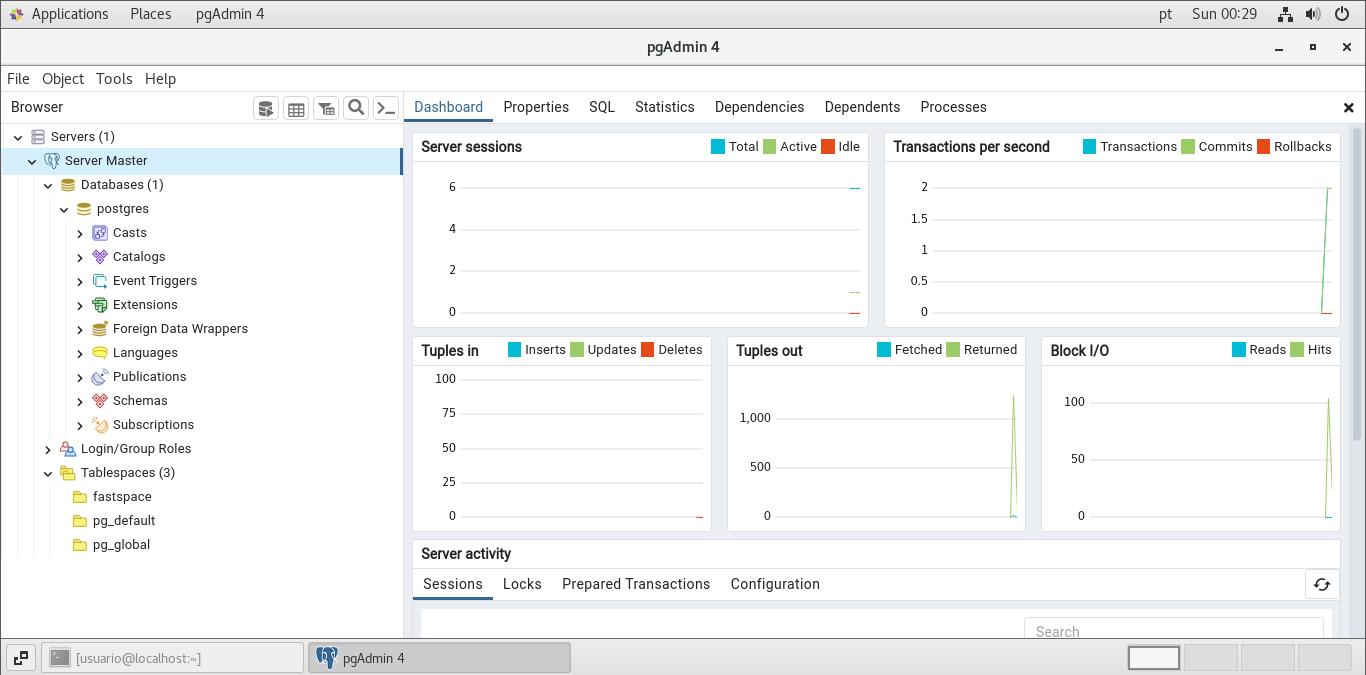 Applications Places pgAdmin 4 pt Sun 00:29
pgAdmin 4
File Object Tools Help
Browser
Dashboard Properties SQL Statistics Dependencies Dependents Processes
Servers (1)
Server Master
Databases (1)
postgres
Casts
Catalogs
Event Triggers
Extensions
Foreign Data Wrappers
Languages
Publications
Schemas
Subscriptions
Login/Group Roles
Tablespaces (3)
fastspace
pg_default
pg_global
Server sessions Total Active Idle
6
4
2
0
Transactions per second Transactions Commits Rollbacks
2
1.5
1
0.5
0
Tuples in Inserts Updates Deletes
100
75
50
25
0
Tuples out Fetched Returned
1,000
500
0
Block I/O Reads Hits
100
50
0
Server activity
Sessions Locks Prepared Transactions Configuration
Search
[usuario@localhost:~] pgAdmin 4